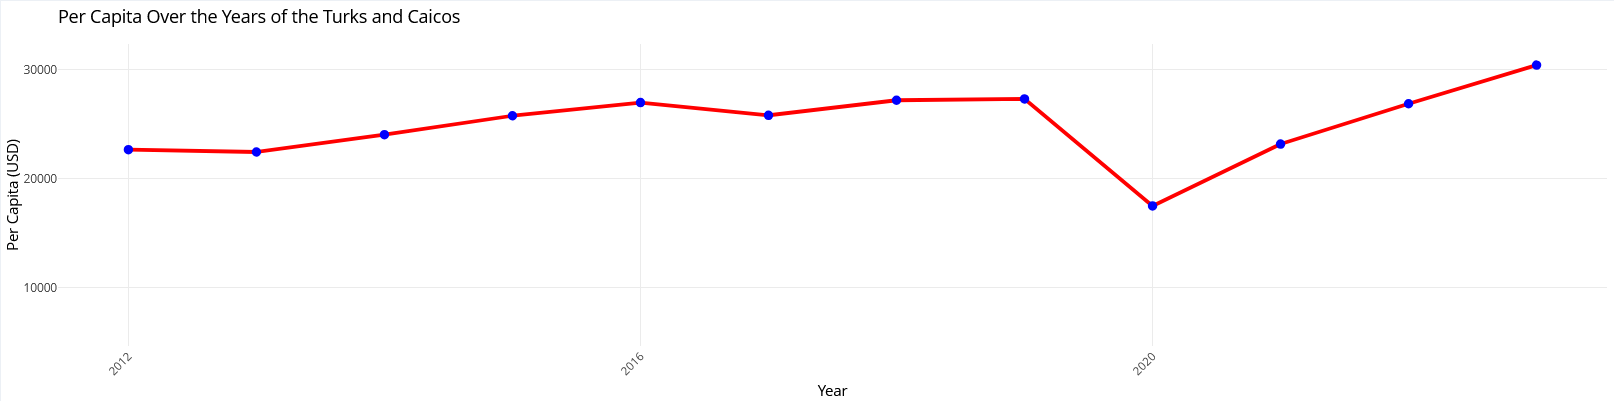 Per Capita Over the Years of the Turks and Caicos
Per Capita (USD)
30000
20000
10000
2012
2016
2020
Year